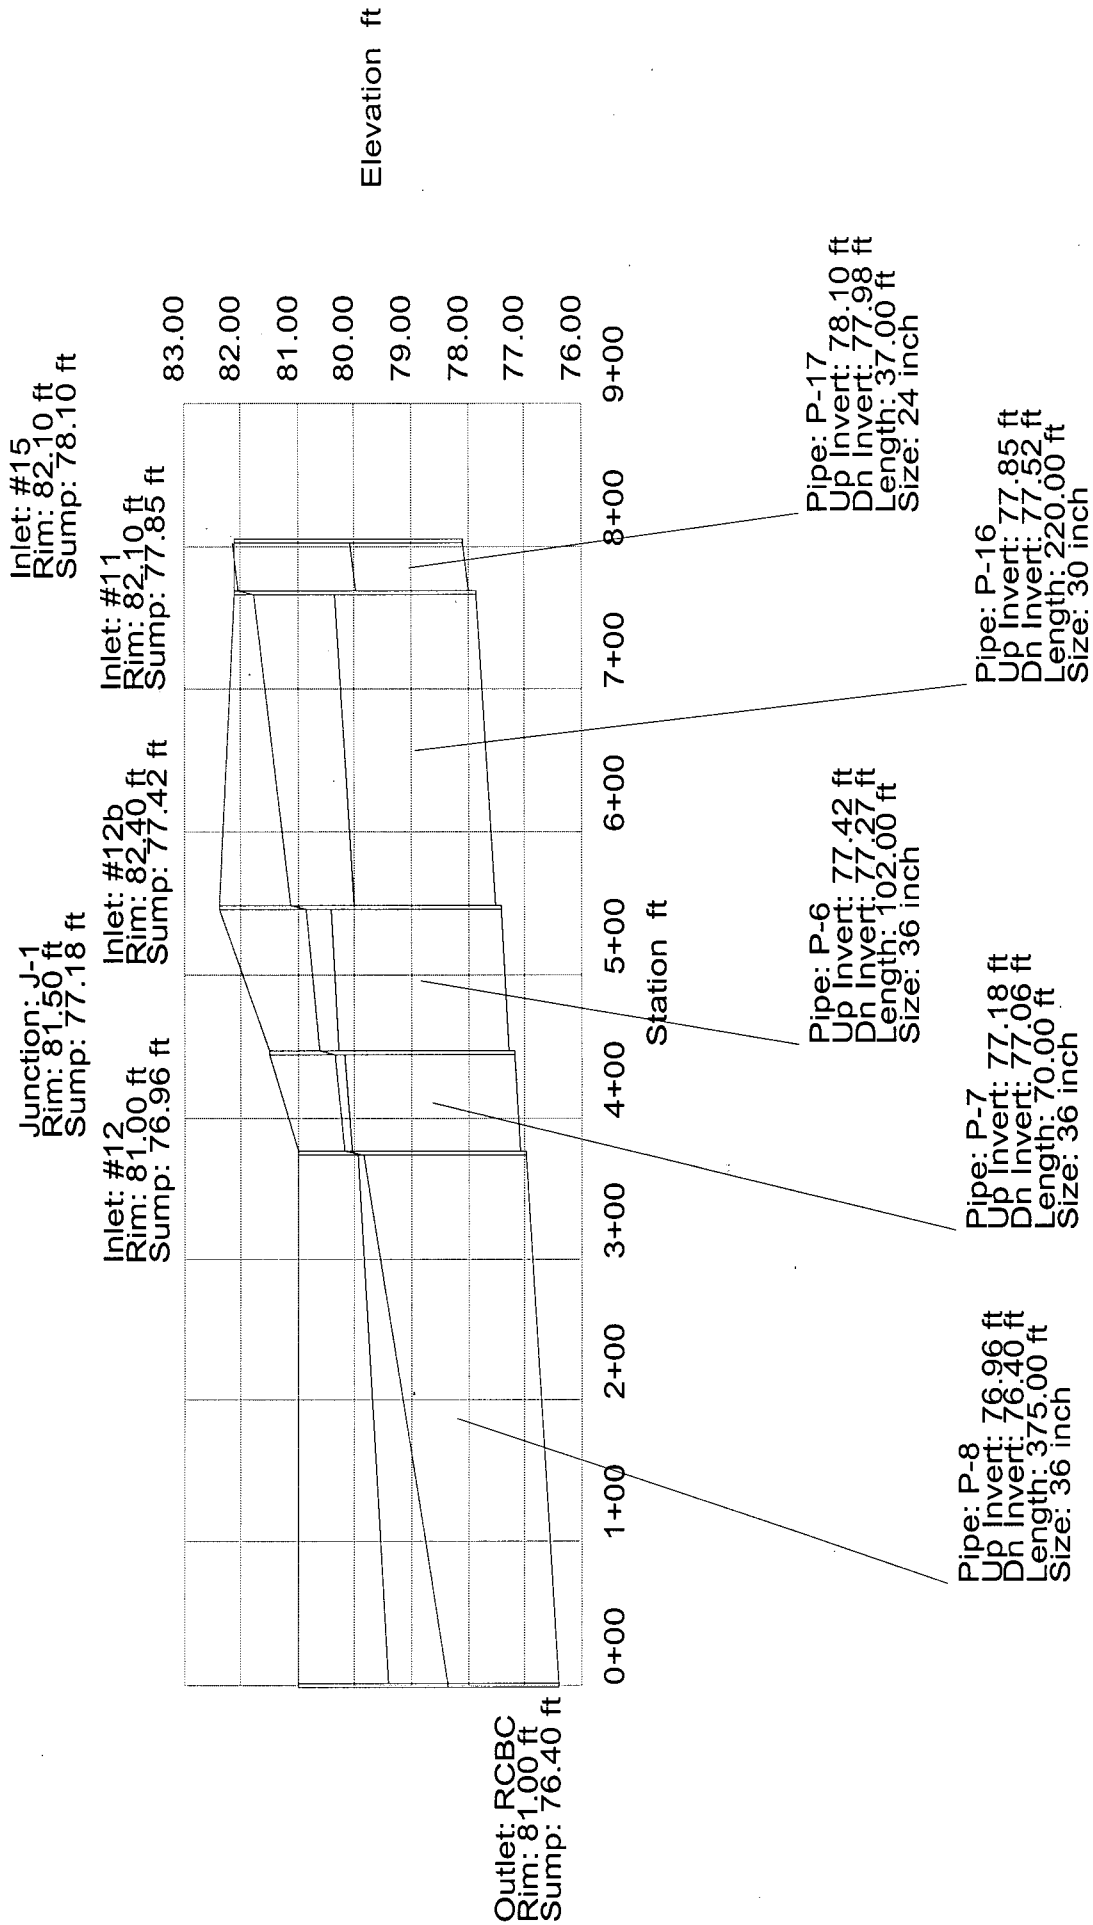 Inlet: #15
Rim: 82.10 ft
Sump: 78.10 ft
Junction: J-1
Rim: 81.50 ft
Sump: 77.18 ft
Inlet: #11
Rim: 82.10 ft
Sump: 77.85 ft
Inlet: #12b
Rim: 82.40 ft
Sump: 77.42 ft
Inlet: #12
Rim: 81.00 ft
Sump: 76.96 ft
Outlet: RCBC
Rim: 81.00 ft
Sump: 76.40 ft
83.00
82.00
81.00
80.00
79.00
78.00
77.00
76.00
Elevation ft
0+00
1+00
2+00
3+00
4+00
5+00
6+00
7+00
8+00
9+00
Station ft
Pipe: P-17
Up Invert: 78.10 ft
Dn Invert: 77.98 ft
Length: 37.00 ft
Size: 24 inch
Pipe: P-6
Up Invert: 77.42 ft
Dn Invert: 77.27 ft
Length: 102.00 ft
Size: 36 inch
Pipe: P-8
Up Invert: 76.96 ft
Dn Invert: 76.40 ft
Length: 375.00 ft
Size: 36 inch
Pipe: P-7
Up Invert: 77.18 ft
Dn Invert: 77.06 ft
Length: 70.00 ft
Size: 36 inch
Pipe: P-16
Up Invert: 77.85 ft
Dn Invert: 77.52 ft
Length: 220.00 ft
Size: 30 inch